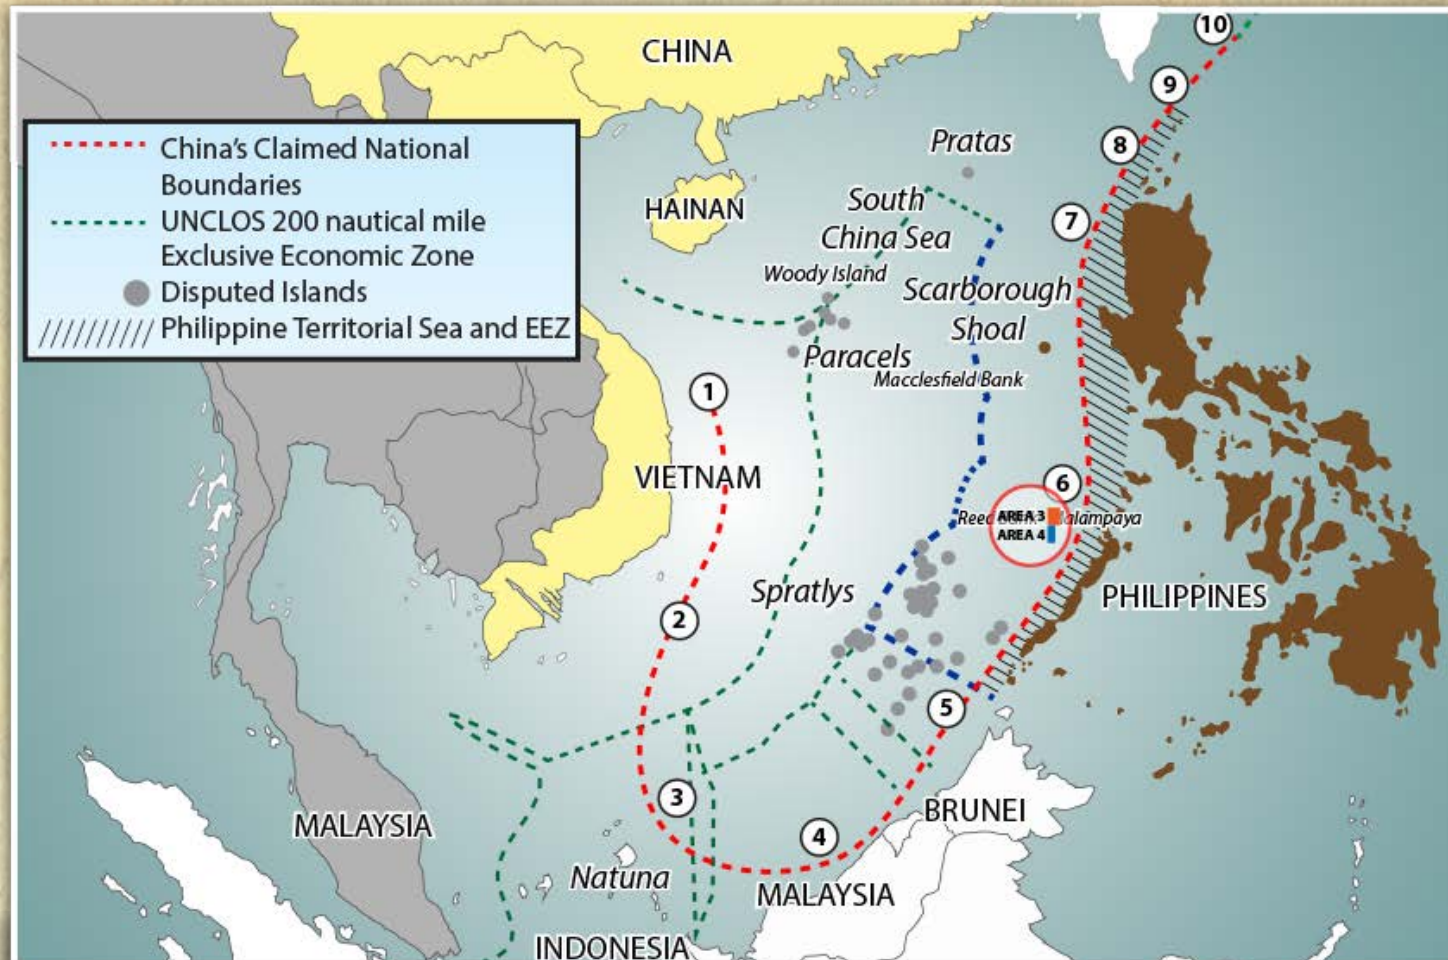 10
CHINA
9
China's Claimed National
Boundaries
UNCLOS 200 nautical mile
Exclusive Economic Zone
Disputed Islands
Philippine Territorial Sea and EEZ
Pratas
8
HAINAN
South
China Sea
7
Woody Island
Scarborough
Shoal
Paracels
Macclesfield Bank
1
VIETNAM
6
AREA 3
Reed
alampaya
AREA 4
Spratlys
PHILIPPINES
2
5
3
BRUNEI
MALAYSIA
4
Natuna
MALAYSIA
INDONESIA